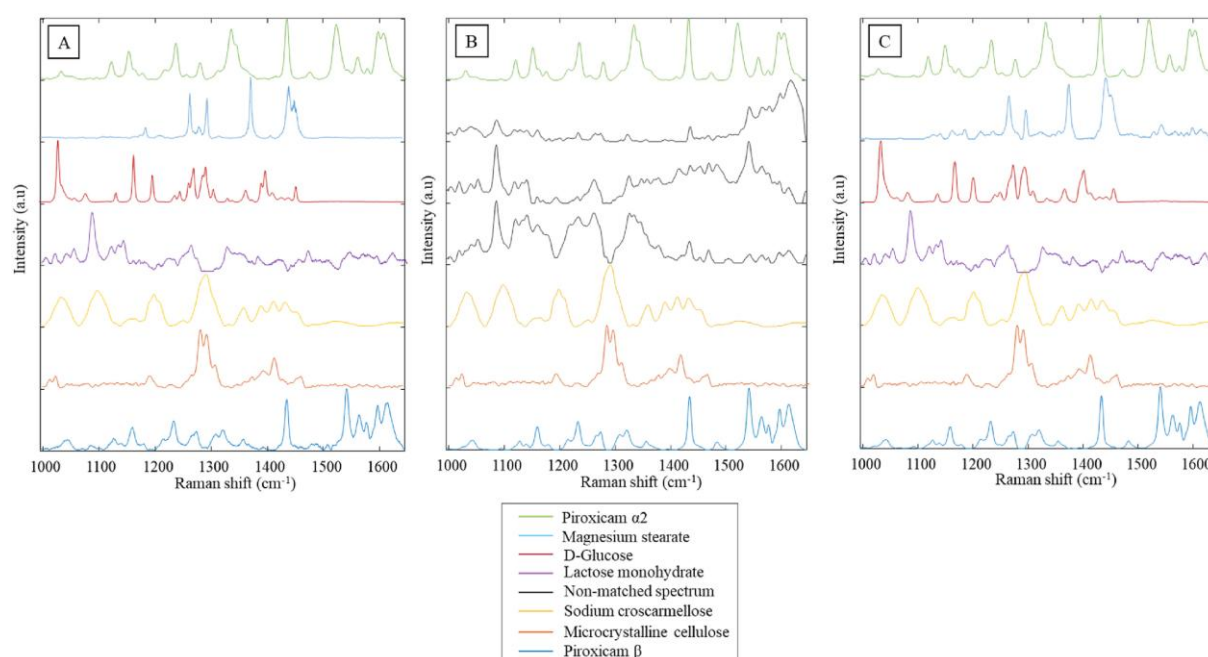 A
B
C
Intensity (a.u)
Intensity (a.u)
Intensity (a.u)
1000 1100 1200 1300 1400 1500 1600
1000 1100 1200 1300 1400 1500 1600
1000 1100 1200 1300 1400 1500 1600
Raman shift (cm⁻¹)
Raman shift (cm⁻¹)
Raman shift (cm⁻¹)
Piroxicam α2
Magnesium stearate
D-Glucose
Lactose monohydrate
Non-matched spectrum
Sodium croscarmellose
Microcrystalline cellulose
Piroxicam β